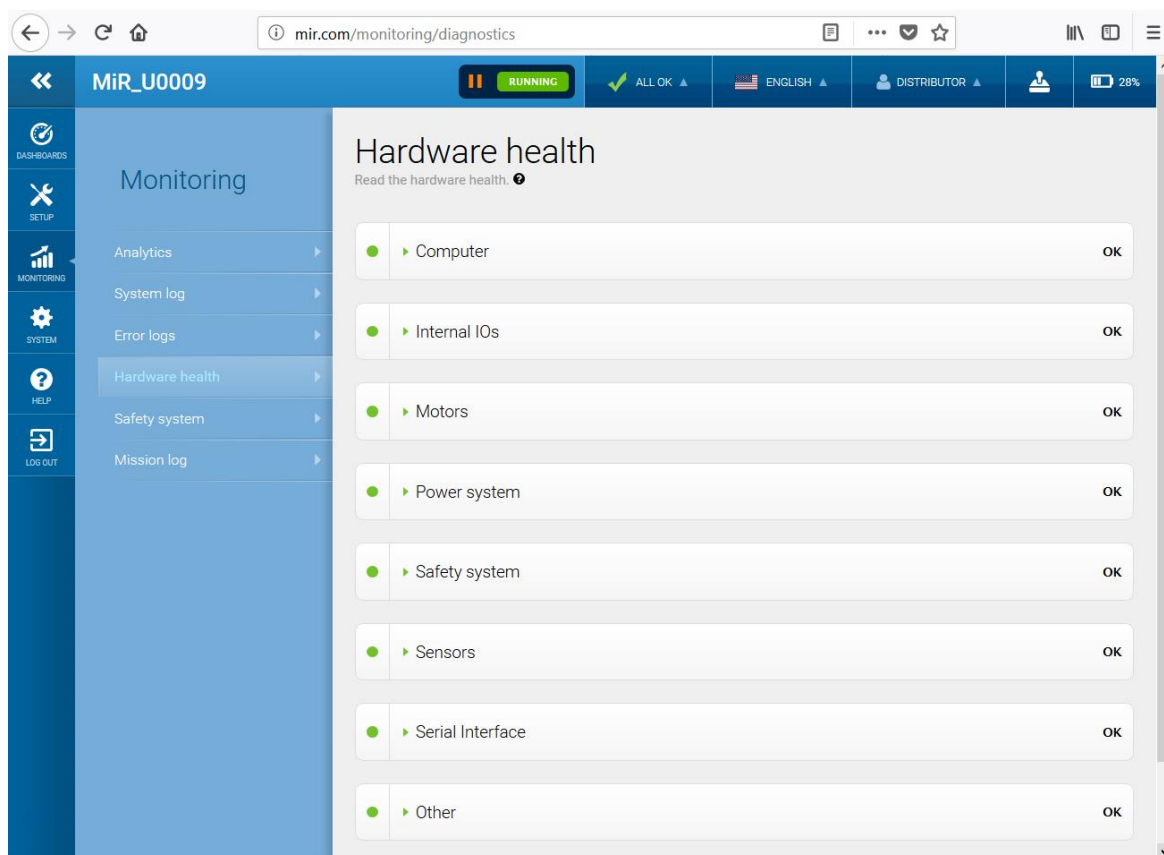 mir.com/monitoring/diagnostics
MiR_U0009
RUNNING
ALL OK
ENGLISH
DISTRIBUTOR
28%
DASHBOARDS
SETUP
MONITORING
SYSTEM
HELP
LOG OUT
Monitoring
Analytics
System log
Error logs
Hardware health
Safety system
Mission log
Hardware health
Read the hardware health. ?
Computer OK
Internal IOs OK
Motors OK
Power system OK
Safety system OK
Sensors OK
Serial Interface OK
Other OK